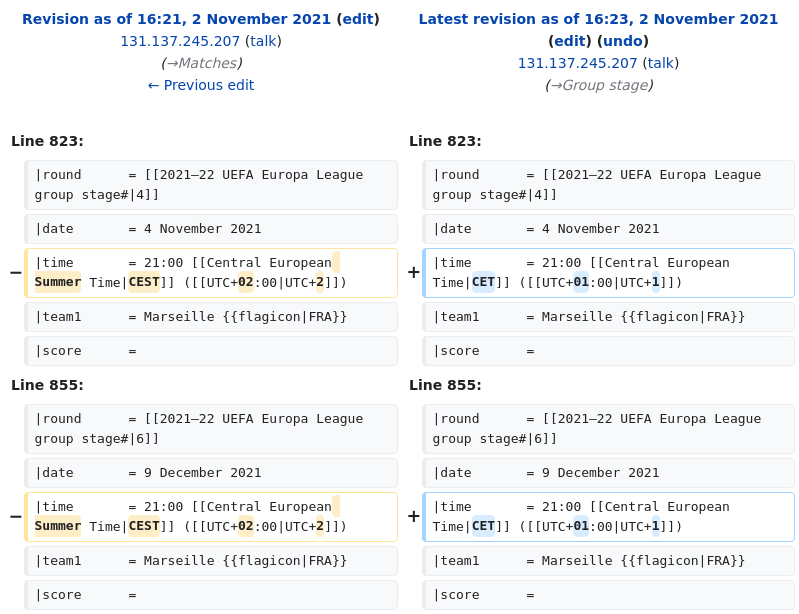 Revision as of 16:21, 2 November 2021 (edit)
131.137.245.207 (talk)
(→Matches)
← Previous edit
Latest revision as of 16:23, 2 November 2021
(edit) (undo)
131.137.245.207 (talk)
(→Group stage)
Line 823:
Line 823:
|round      = [[2021–22 UEFA Europa League
group stage#|4]]
|round      = [[2021–22 UEFA Europa League
group stage#|4]]
|date       = 4 November 2021
|date       = 4 November 2021
− |time       = 21:00 [[Central European
Summer Time|CEST]] ([[UTC+02:00|UTC+2]])
+ |time       = 21:00 [[Central European
Time|CET]] ([[UTC+01:00|UTC+1]])
|team1      = Marseille {{flagicon|FRA}}
|team1      = Marseille {{flagicon|FRA}}
|score      =
|score      =
Line 855:
Line 855:
|round      = [[2021–22 UEFA Europa League
group stage#|6]]
|round      = [[2021–22 UEFA Europa League
group stage#|6]]
|date       = 9 December 2021
|date       = 9 December 2021
− |time       = 21:00 [[Central European
Summer Time|CEST]] ([[UTC+02:00|UTC+2]])
+ |time       = 21:00 [[Central European
Time|CET]] ([[UTC+01:00|UTC+1]])
|team1      = Marseille {{flagicon|FRA}}
|team1      = Marseille {{flagicon|FRA}}
|score      =
|score      =